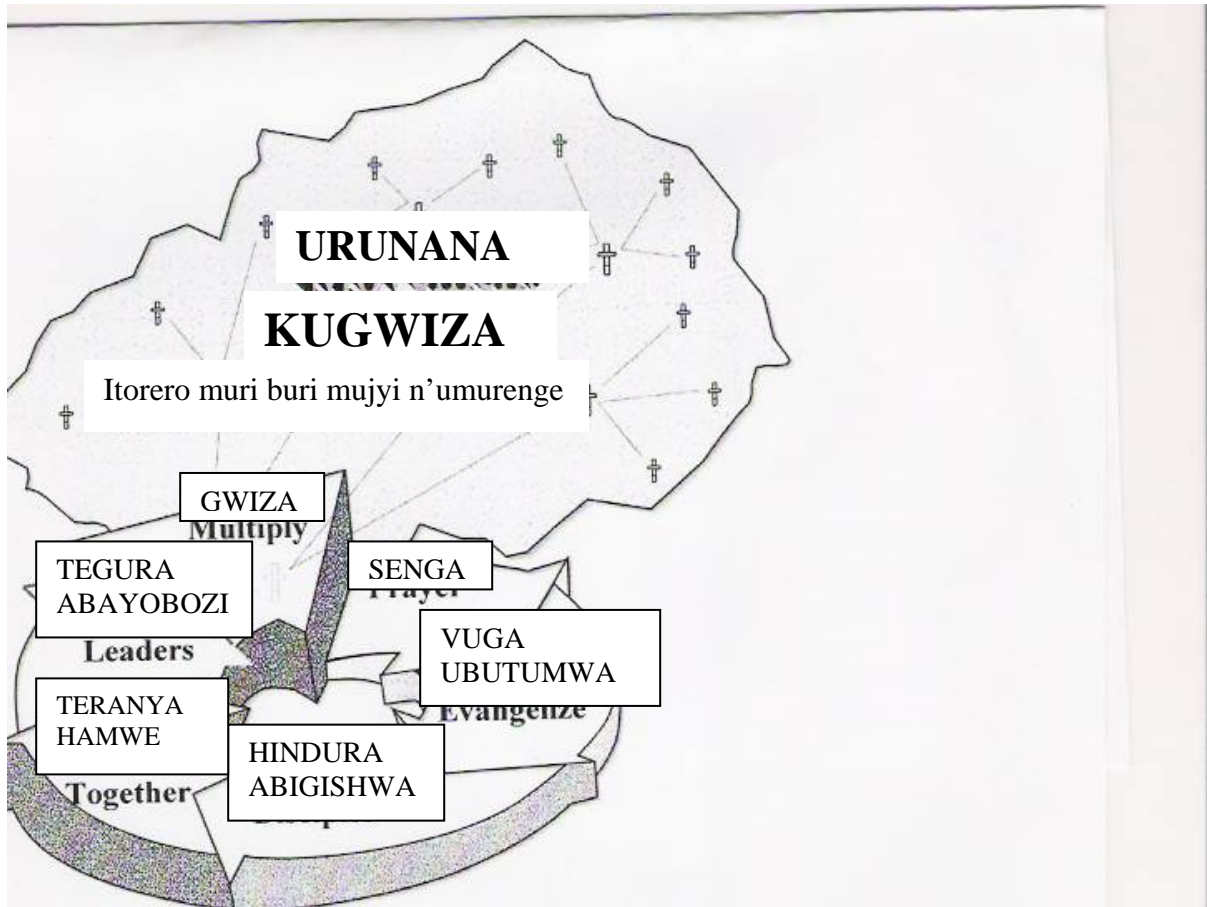 URUNANA
KUGWIZA
Itorero muri buri mujyi n’umurenge
GWIZA
Multiply
TEGURA
ABAYOBOZI
SENGA
Prayer
Leaders
VUGA
UBUTUMWA
Evangelize
TERANYA
HAMWE
HINDURA
ABIGISHWA
Together